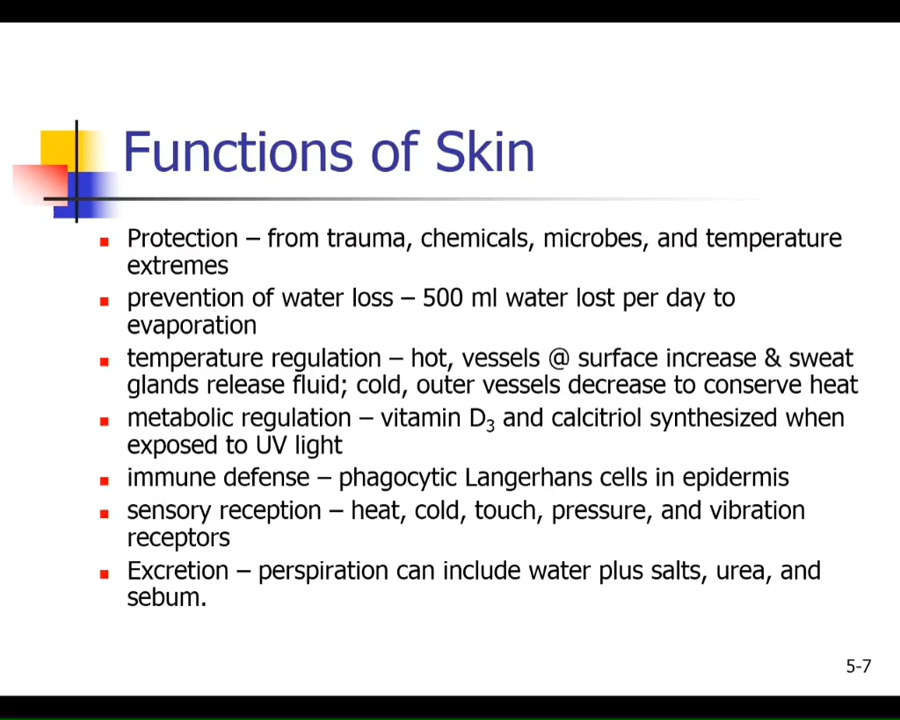 Functions of Skin
Protection – from trauma, chemicals, microbes, and temperature
extremes
prevention of water loss – 500 ml water lost per day to
evaporation
temperature regulation – hot, vessels @ surface increase & sweat
glands release fluid; cold, outer vessels decrease to conserve heat
metabolic regulation – vitamin D₃ and calcitriol synthesized when
exposed to UV light
immune defense – phagocytic Langerhans cells in epidermis
sensory reception – heat, cold, touch, pressure, and vibration
receptors
Excretion – perspiration can include water plus salts, urea, and
sebum.
5-7